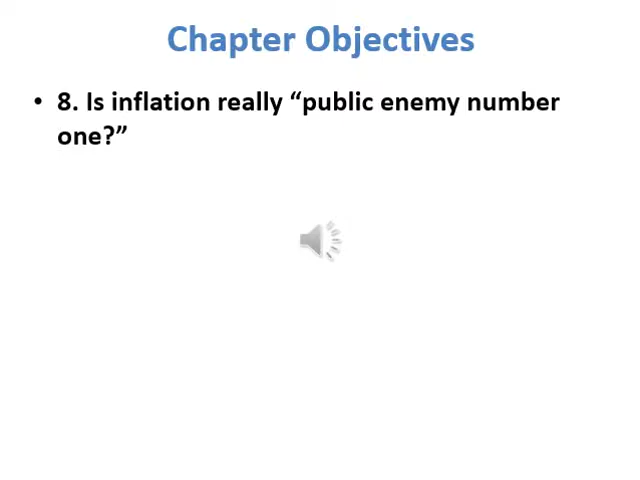 Chapter Objectives
• 8. Is inflation really “public enemy number
one?”